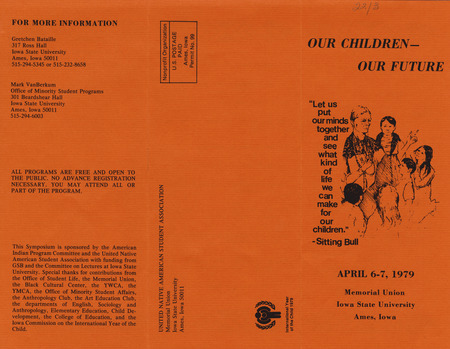 FOR MORE INFORMATION
Gretchen Bataille
317 Ross Hall
Iowa State University
Ames, Iowa 50011
515-294-5345 or 515-232-8658
Mark VanBerkum
Office of Minority Student Programs
301 Beardshear Hall
Iowa State University
Ames, Iowa 50011
515-294-6003
ALL PROGRAMS ARE FREE AND OPEN TO
THE PUBLIC. NO ADVANCE REGISTRATION
NECESSARY. YOU MAY ATTEND ALL OR
PART OF THE PROGRAM.
This Symposium is sponsored by the American
Indian Program Committee and the United Native
American Student Association with funding from
GSB and the Committee on Lectures at Iowa State
University. Special thanks for contributions from
the Office of Student Life, the Memorial Union,
the Black Cultural Center, the YWCA, the
YMCA, the Office of Minority Student Affairs,
the Anthropology Club, the Art Education Club,
the departments of English, Sociology and
Anthropology, Elementary Education, Child De-
velopment, the College of Education, and the
Iowa Commission on the International Year of the
Child.
Nonprofit Organization
U.S. POSTAGE
PAID
Ames, Iowa
Permit No. 99
UNITED NATIVE AMERICAN STUDENT ASSOCIATION
Memorial Union
Iowa State University
Ames, Iowa 50011
OUR CHILDREN—
OUR FUTURE
"Let us
put
our minds
together
and
see
what
kind
of
life
we
can
make
for
our
children."
-Sitting Bull
APRIL 6-7, 1979
Memorial Union
Iowa State University
Ames, Iowa
International Year
of the Child 1979